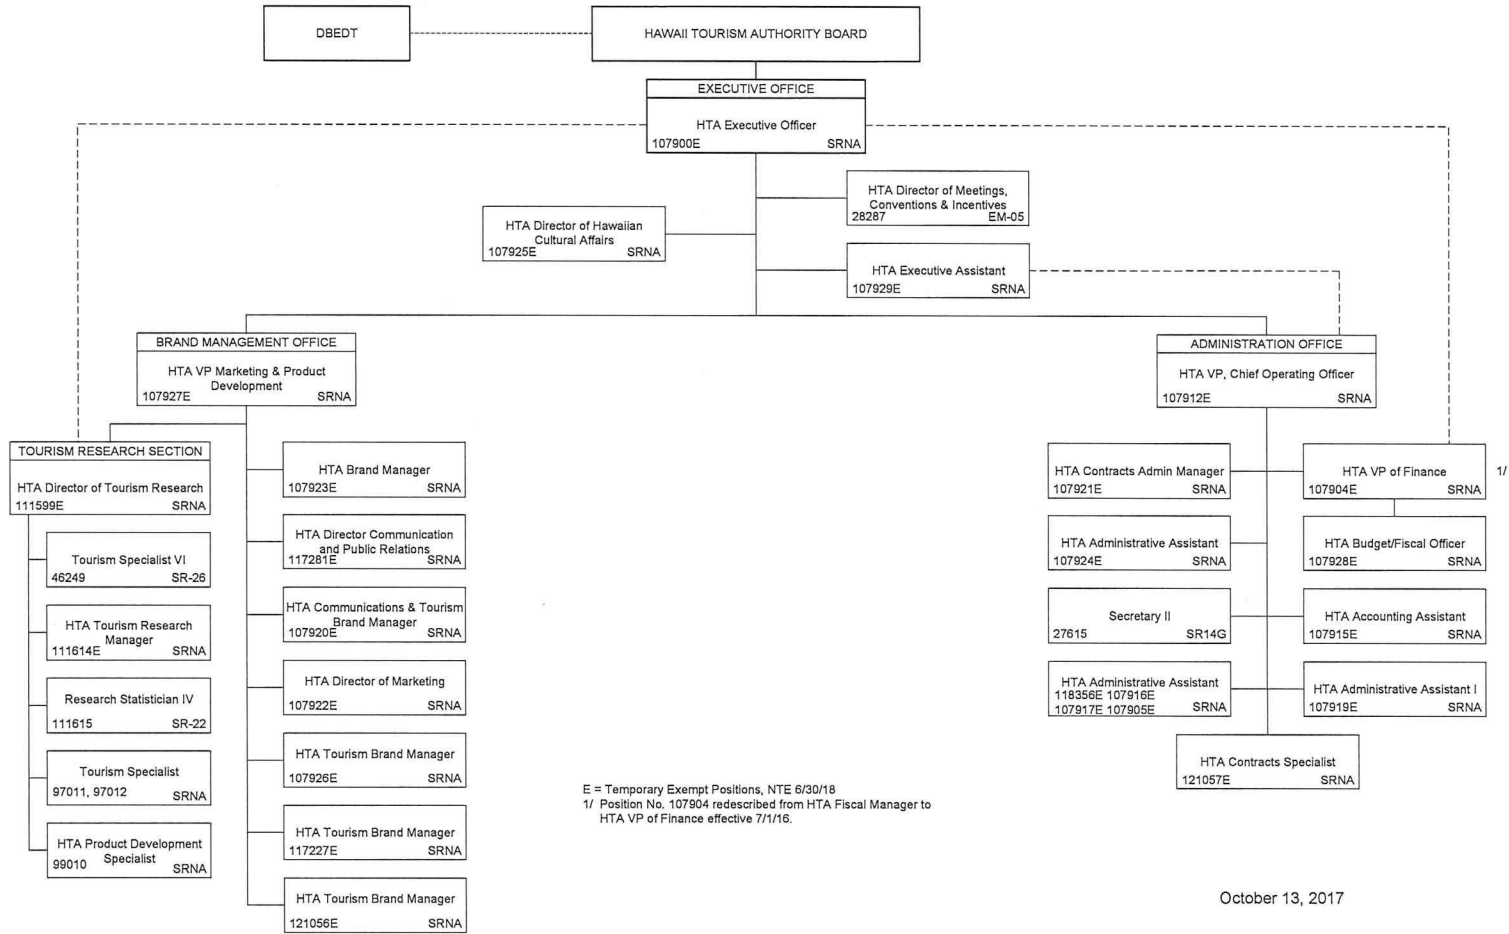 DBEDT
HAWAII TOURISM AUTHORITY BOARD
EXECUTIVE OFFICE
HTA Executive Officer
107900E SRNA
HTA Director of Meetings,
Conventions & Incentives
28287 EM-05
HTA Director of Hawaiian
Cultural Affairs
107925E SRNA
HTA Executive Assistant
107929E SRNA
BRAND MANAGEMENT OFFICE
HTA VP Marketing & Product
Development
107927E SRNA
ADMINISTRATION OFFICE
HTA VP, Chief Operating Officer
107912E SRNA
TOURISM RESEARCH SECTION
HTA Director of Tourism Research
111599E SRNA
Tourism Specialist VI
46249 SR-26
HTA Tourism Research
Manager
111614E SRNA
Research Statistician IV
111615 SR-22
Tourism Specialist
97011, 97012 SRNA
HTA Product Development
Specialist
99010 SRNA
HTA Brand Manager
107923E SRNA
HTA Director Communication
and Public Relations
117281E SRNA
HTA Communications & Tourism
Brand Manager
107920E SRNA
HTA Director of Marketing
107922E SRNA
HTA Tourism Brand Manager
107926E SRNA
HTA Tourism Brand Manager
117227E SRNA
HTA Tourism Brand Manager
121056E SRNA
HTA Contracts Admin Manager
107921E SRNA
HTA VP of Finance
107904E SRNA
1/
HTA Administrative Assistant
107924E SRNA
HTA Budget/Fiscal Officer
107928E SRNA
Secretary II
27615 SR14G
HTA Accounting Assistant
107915E SRNA
HTA Administrative Assistant
118356E 107916E
107917E 107905E SRNA
HTA Administrative Assistant I
107919E SRNA
HTA Contracts Specialist
121057E SRNA
E = Temporary Exempt Positions, NTE 6/30/18
1/ Position No. 107904 redescribed from HTA Fiscal Manager to
HTA VP of Finance effective 7/1/16.
October 13, 2017